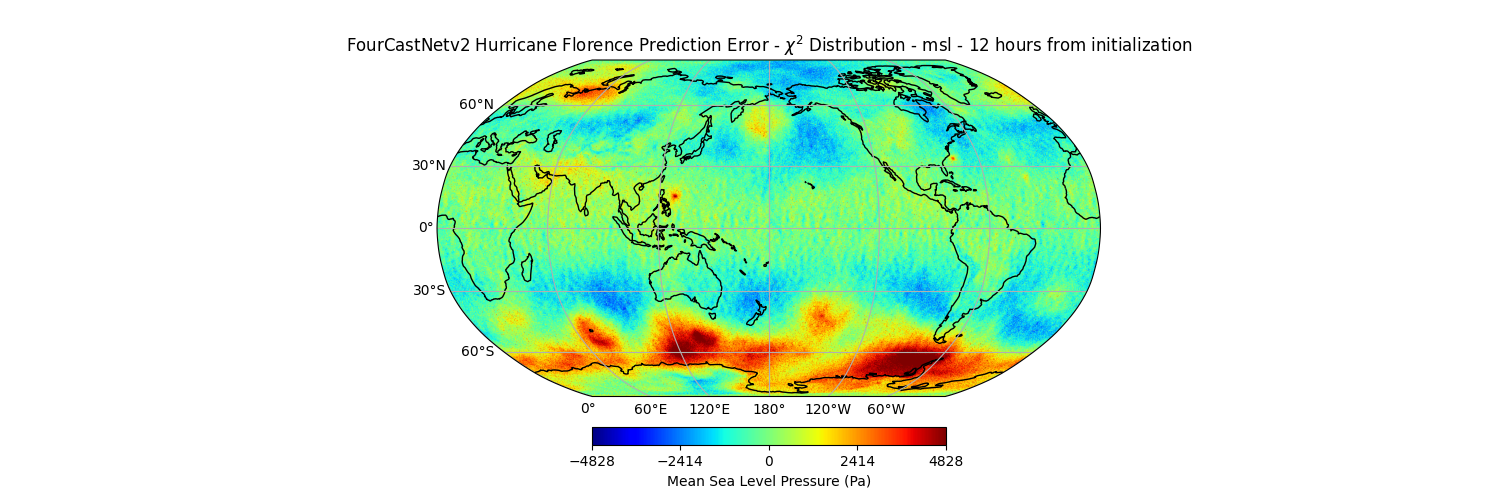 FourCastNetv2 Hurricane Florence Prediction Error - χ² Distribution - msl - 12 hours from initialization
60°N
30°N
0°
30°S
60°S
0° 60°E 120°E 180° 120°W 60°W
−4828 −2414 0 2414 4828
Mean Sea Level Pressure (Pa)